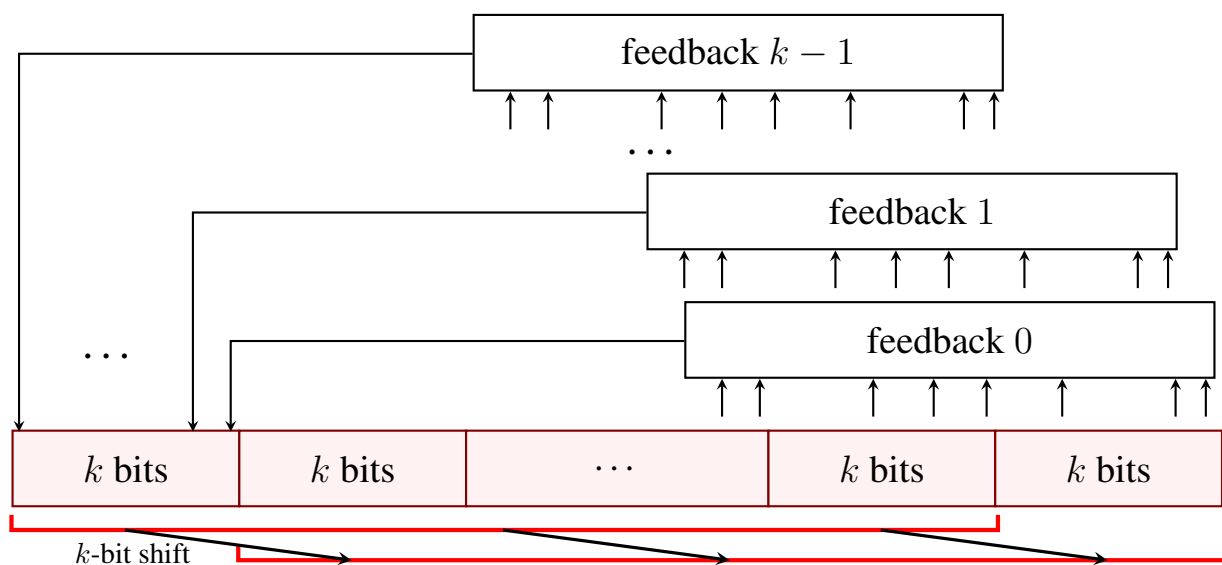 feedback k − 1
···
feedback 1
feedback 0
···
k bits k bits ··· k bits k bits
k-bit shift